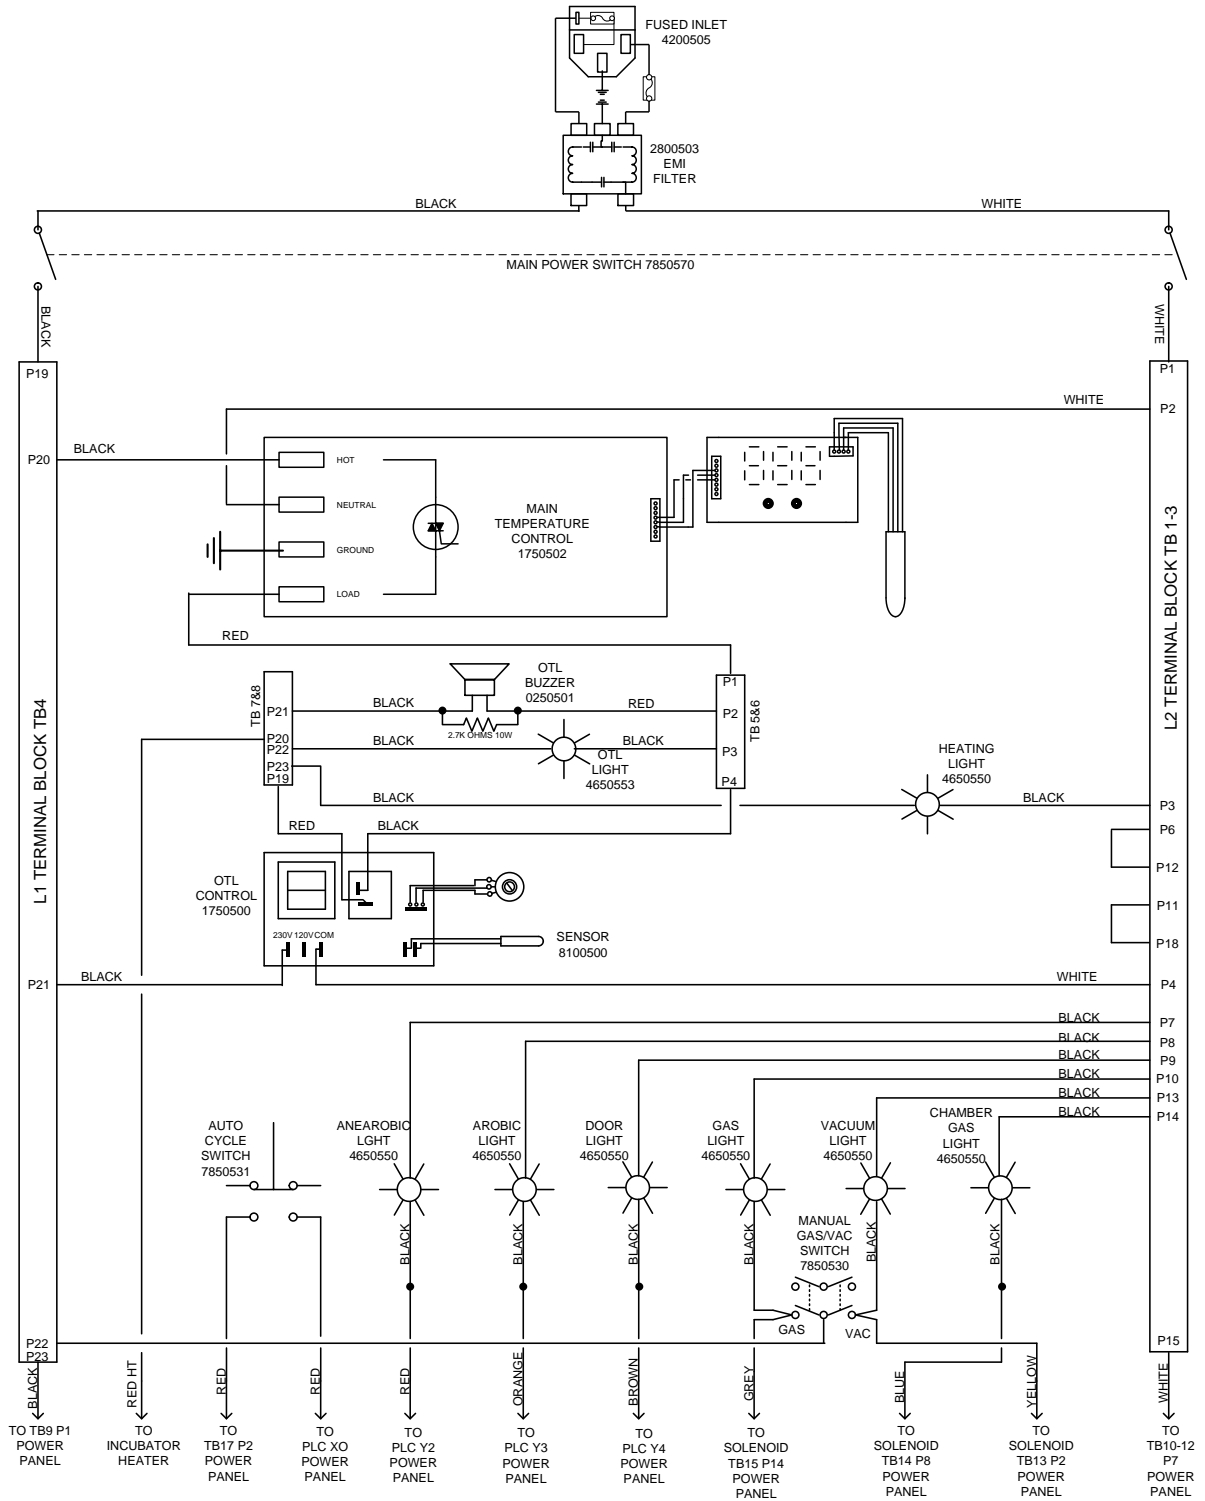 FUSED INLET
4200505
2800503
EMI
FILTER
BLACK
WHITE
MAIN POWER SWITCH 7850570
BLACK
WHITE
P19
P1
WHITE
P2
BLACK
P20
HOT
NEUTRAL
GROUND
LOAD
MAIN
TEMPERATURE
CONTROL
1750502
L1 TERMINAL BLOCK TB4
L2 TERMINAL BLOCK TB 1-3
RED
OTL
BUZZER
0250501
TB 7&8
P21
P20
P22
P23
P19
BLACK
RED
2.7K OHMS 10W
BLACK
BLACK
OTL
LIGHT
4650553
P1
P2
P3
P4
TB 5&6
HEATING
LIGHT
4650550
BLACK
BLACK
P3
RED
BLACK
P6
P12
P11
P18
OTL
CONTROL
1750500
230V 120V COM
SENSOR
8100500
P21
BLACK
WHITE
P4
BLACK
P7
BLACK
P8
BLACK
P9
BLACK
P10
BLACK
P13
BLACK
P14
AUTO
CYCLE
SWITCH
7850531
ANEAROBIC
LGHT
4650550
AROBIC
LIGHT
4650550
DOOR
LIGHT
4650550
GAS
LIGHT
4650550
VACUUM
LIGHT
4650550
CHAMBER
GAS
LIGHT
4650550
BLACK
BLACK
BLACK
MANUAL
GAS/VAC
SWITCH
7850530
BLACK
BLACK
GAS
VAC
P22
P23
P15
BLACK
RED HT
RED
RED
RED
ORANGE
BROWN
GREY
BLUE
YELLOW
WHITE
TO TB9 P1
POWER
PANEL
TO
INCUBATOR
HEATER
TO
TB17 P2
POWER
PANEL
TO
PLC XO
POWER
PANEL
TO
PLC Y2
POWER
PANEL
TO
PLC Y3
POWER
PANEL
TO
PLC Y4
POWER
PANEL
TO
SOLENOID
TB15 P14
POWER
PANEL
TO
SOLENOID
TB14 P8
POWER
PANEL
TO
SOLENOID
TB13 P2
POWER
PANEL
TO
TB10-12
P7
POWER
PANEL